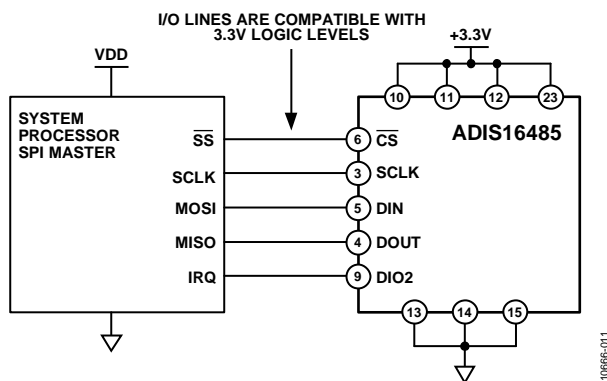 I/O LINES ARE COMPATIBLE WITH
3.3V LOGIC LEVELS
VDD
+3.3V
10
11
12
23
SYSTEM
PROCESSOR
SPI MASTER
ADIS16485
SS
6
CS
SCLK
3
SCLK
MOSI
5
DIN
MISO
4
DOUT
IRQ
9
DIO2
13
14
15
10666-011